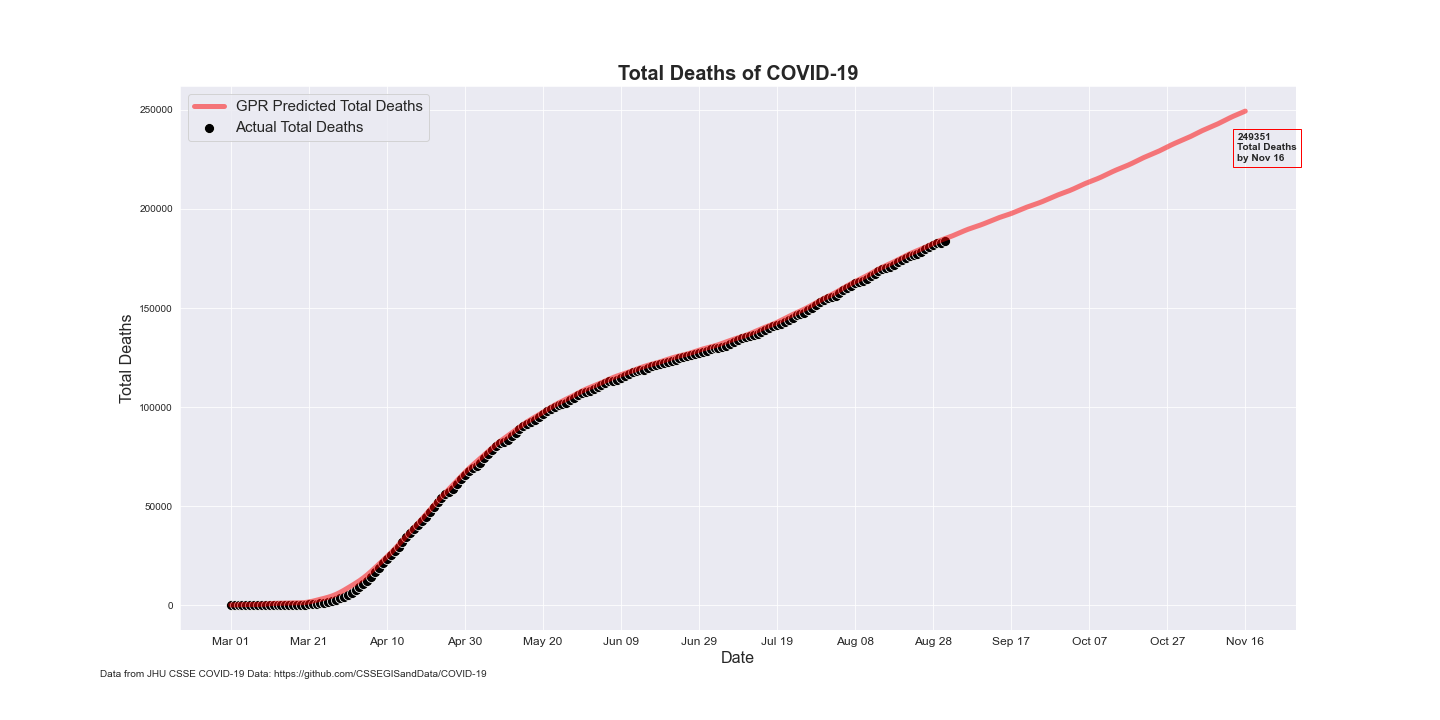 Total Deaths of COVID-19
GPR Predicted Total Deaths
Actual Total Deaths
250000
200000
150000
100000
50000
0
Total Deaths
249351
Total Deaths
by Nov 16
Mar 01 Mar 21 Apr 10 Apr 30 May 20 Jun 09 Jun 29 Jul 19 Aug 08 Aug 28 Sep 17 Oct 07 Oct 27 Nov 16
Date
Data from JHU CSSE COVID-19 Data: https://github.com/CSSEGISandData/COVID-19